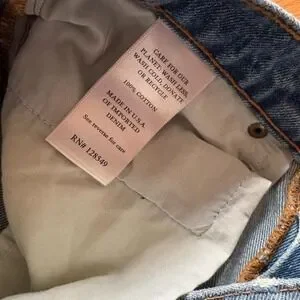 CARE FOR OUR
PLANET: WASH LESS,
WASH COLD, DONATE
OR RECYCLE
100% COTTON
MADE IN U.S.A.
OF IMPORTED
DENIM
See reverse for care
RN# 128549